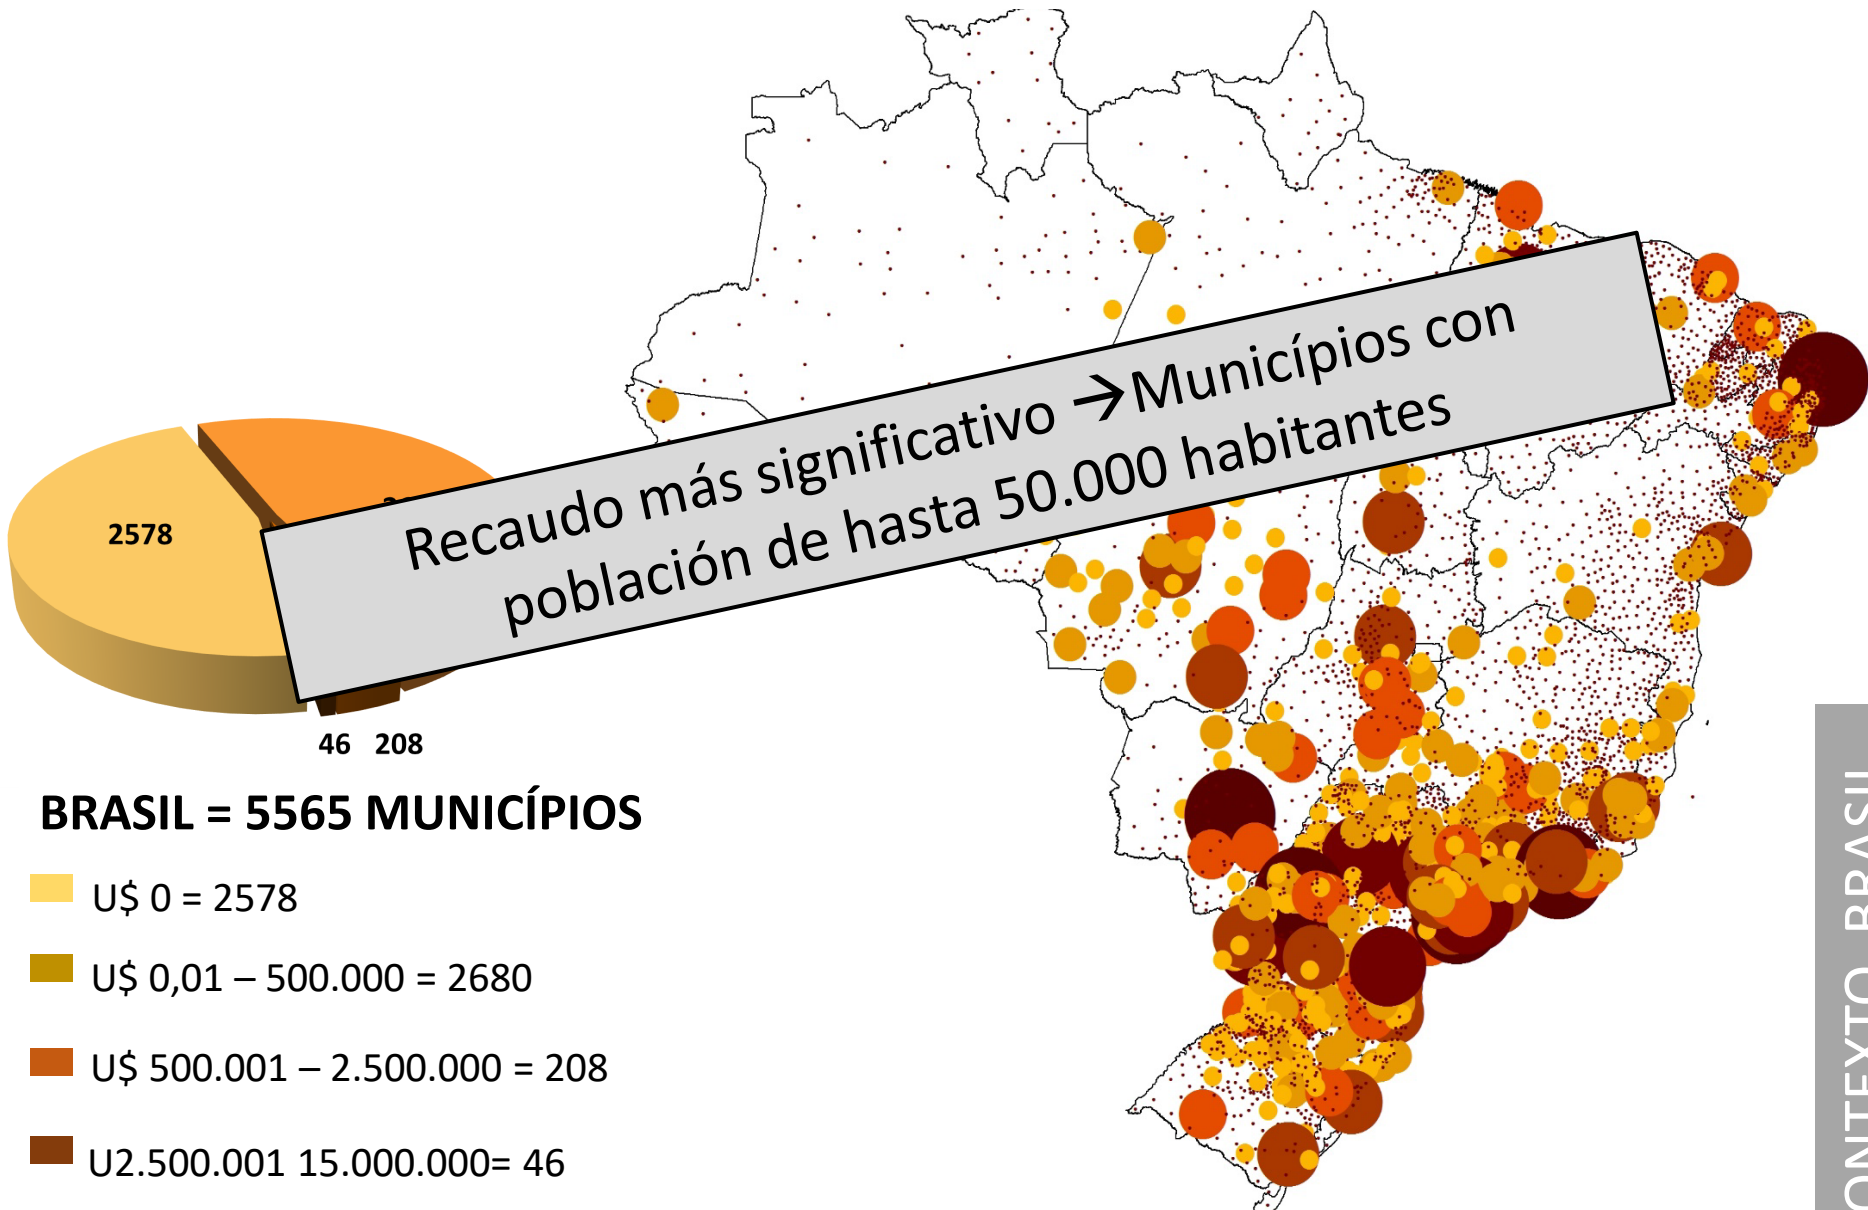 Recaudo más significativo → Municípios con
población de hasta 50.000 habitantes
2578
46 208
BRASIL = 5565 MUNICÍPIOS
U$ 0 = 2578
U$ 0,01 – 500.000 = 2680
U$ 500.001 – 2.500.000 = 208
U2.500.001 15.000.000= 46
BRASIL